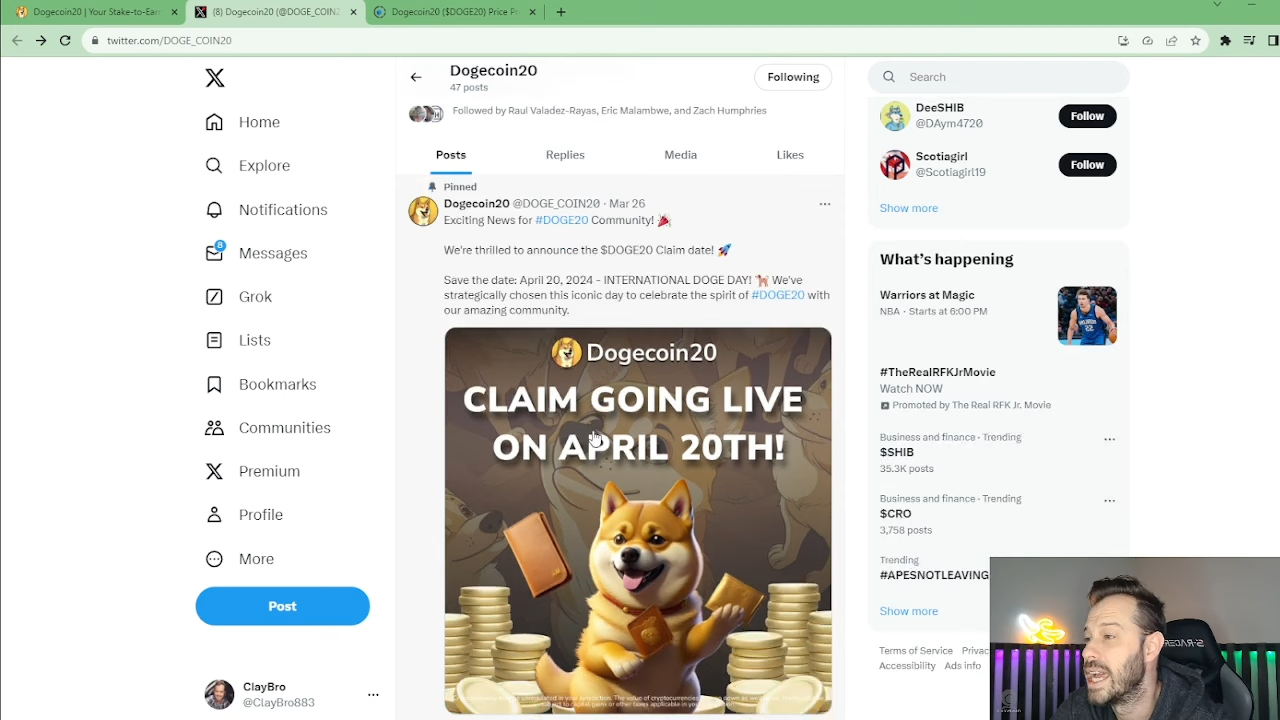 Dogecoin20 | Your Stake-to-Ear
(8) Dogecoin20 (@DOGE_COIN2
Dogecoin20 ($DOGE20) Price P
twitter.com/DOGE_COIN20
Home
Explore
Notifications
8
Messages
Grok
Lists
Bookmarks
Communities
Premium
Profile
More
Post
ClayBro
@ClayBro883
Dogecoin20
47 posts
Following
Followed by Raul Valadez-Rayas, Eric Malambwe, and Zach Humphries
Posts
Replies
Media
Likes
Pinned
Dogecoin20 @DOGE_COIN20 · Mar 26
Exciting News for #DOGE20 Community! 🎉
We're thrilled to announce the $DOGE20 Claim date! 🚀
Save the date: April 20, 2024 - INTERNATIONAL DOGE DAY! 🐕 We've
strategically chosen this iconic day to celebrate the spirit of #DOGE20 with
our amazing community.
Dogecoin20
CLAIM GOING LIVE
ON APRIL 20TH!
Search
DeeSHIB
@DAym4720
Follow
Scotiagirl
@Scotiagirl19
Follow
Show more
What's happening
Warriors at Magic
NBA · Starts at 6:00 PM
#TheRealRFKJrMovie
Watch NOW
Promoted by The Real RFK Jr. Movie
Business and finance · Trending
$SHIB
35.3K posts
Business and finance · Trending
$CRO
3,758 posts
Trending
#APESNOTLEAVING
Show more
Terms of Service Privac
Accessibility Ads info